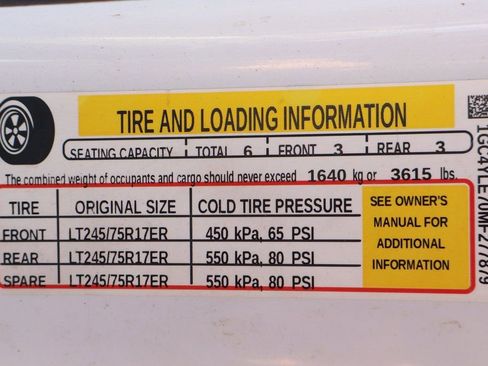 TIRE AND LOADING INFORMATION
SEATING CAPACITY TOTAL 6 FRONT 3 REAR 3
The combined weight of occupants and cargo should never exceed 1640 kg or 3615 lbs.
TIRE ORIGINAL SIZE COLD TIRE PRESSURE
FRONT LT245/75R17ER 450 kPa, 65 PSI
REAR LT245/75R17ER 550 kPa, 80 PSI
SPARE LT245/75R17ER 550 kPa, 80 PSI
SEE OWNER'S
MANUAL FOR
ADDITIONAL
INFORMATION